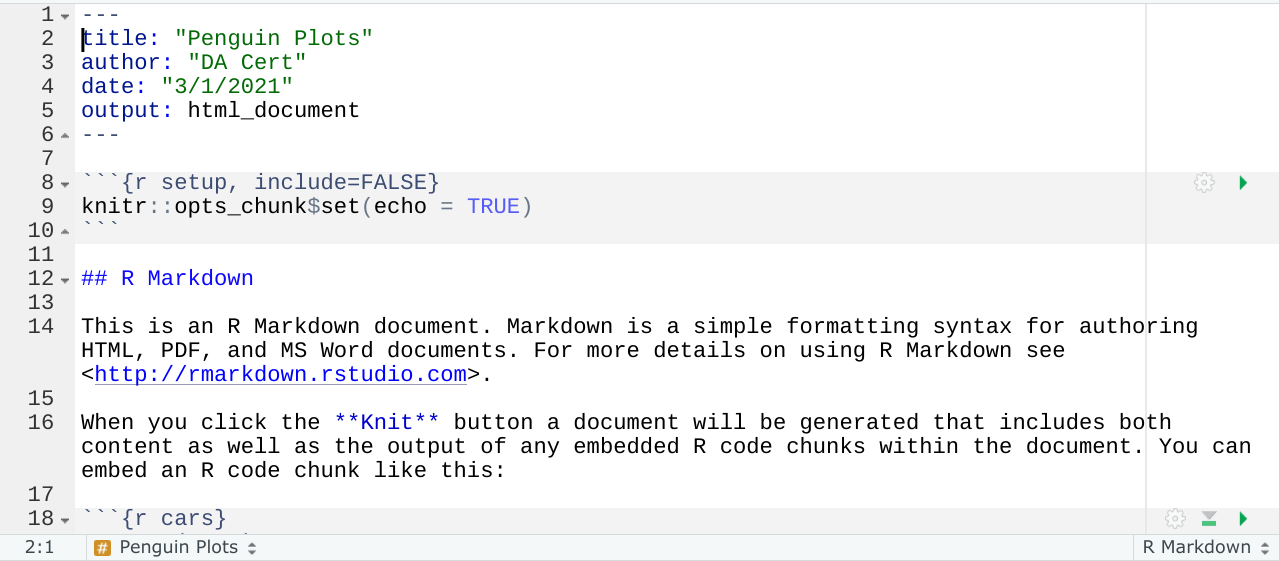 1 ---
2 title: "Penguin Plots"
3 author: "DA Cert"
4 date: "3/1/2021"
5 output: html_document
6 ---
7
8 ```{r setup, include=FALSE}
9 knitr::opts_chunk$set(echo = TRUE)
10 ```
11
12 ## R Markdown
13
14 This is an R Markdown document. Markdown is a simple formatting syntax for authoring
HTML, PDF, and MS Word documents. For more details on using R Markdown see
<http://rmarkdown.rstudio.com>.
15
16 When you click the **Knit** button a document will be generated that includes both
content as well as the output of any embedded R code chunks within the document. You can
embed an R code chunk like this:
17
18 ```{r cars}
2:1 # Penguin Plots R Markdown